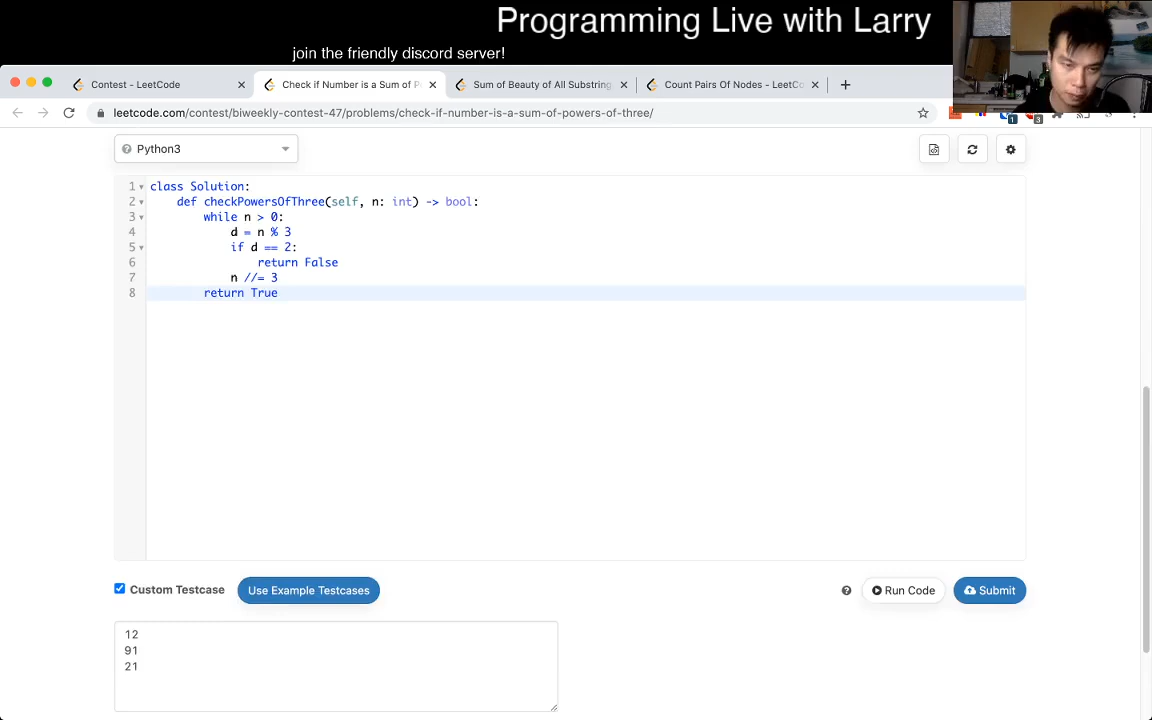 Programming Live with Larry
join the friendly discord server!
Contest - LeetCode
Check if Number is a Sum of P
Sum of Beauty of All Substring
Count Pairs Of Nodes - LeetCo
leetcode.com/contest/biweekly-contest-47/problems/check-if-number-is-a-sum-of-powers-of-three/
1
3
Python3
1 class Solution:
2 def checkPowersOfThree(self, n: int) -> bool:
3 while n > 0:
4 d = n % 3
5 if d == 2:
6 return False
7 n //= 3
8 return True
Custom Testcase
Use Example Testcases
Run Code
Submit
12
91
21